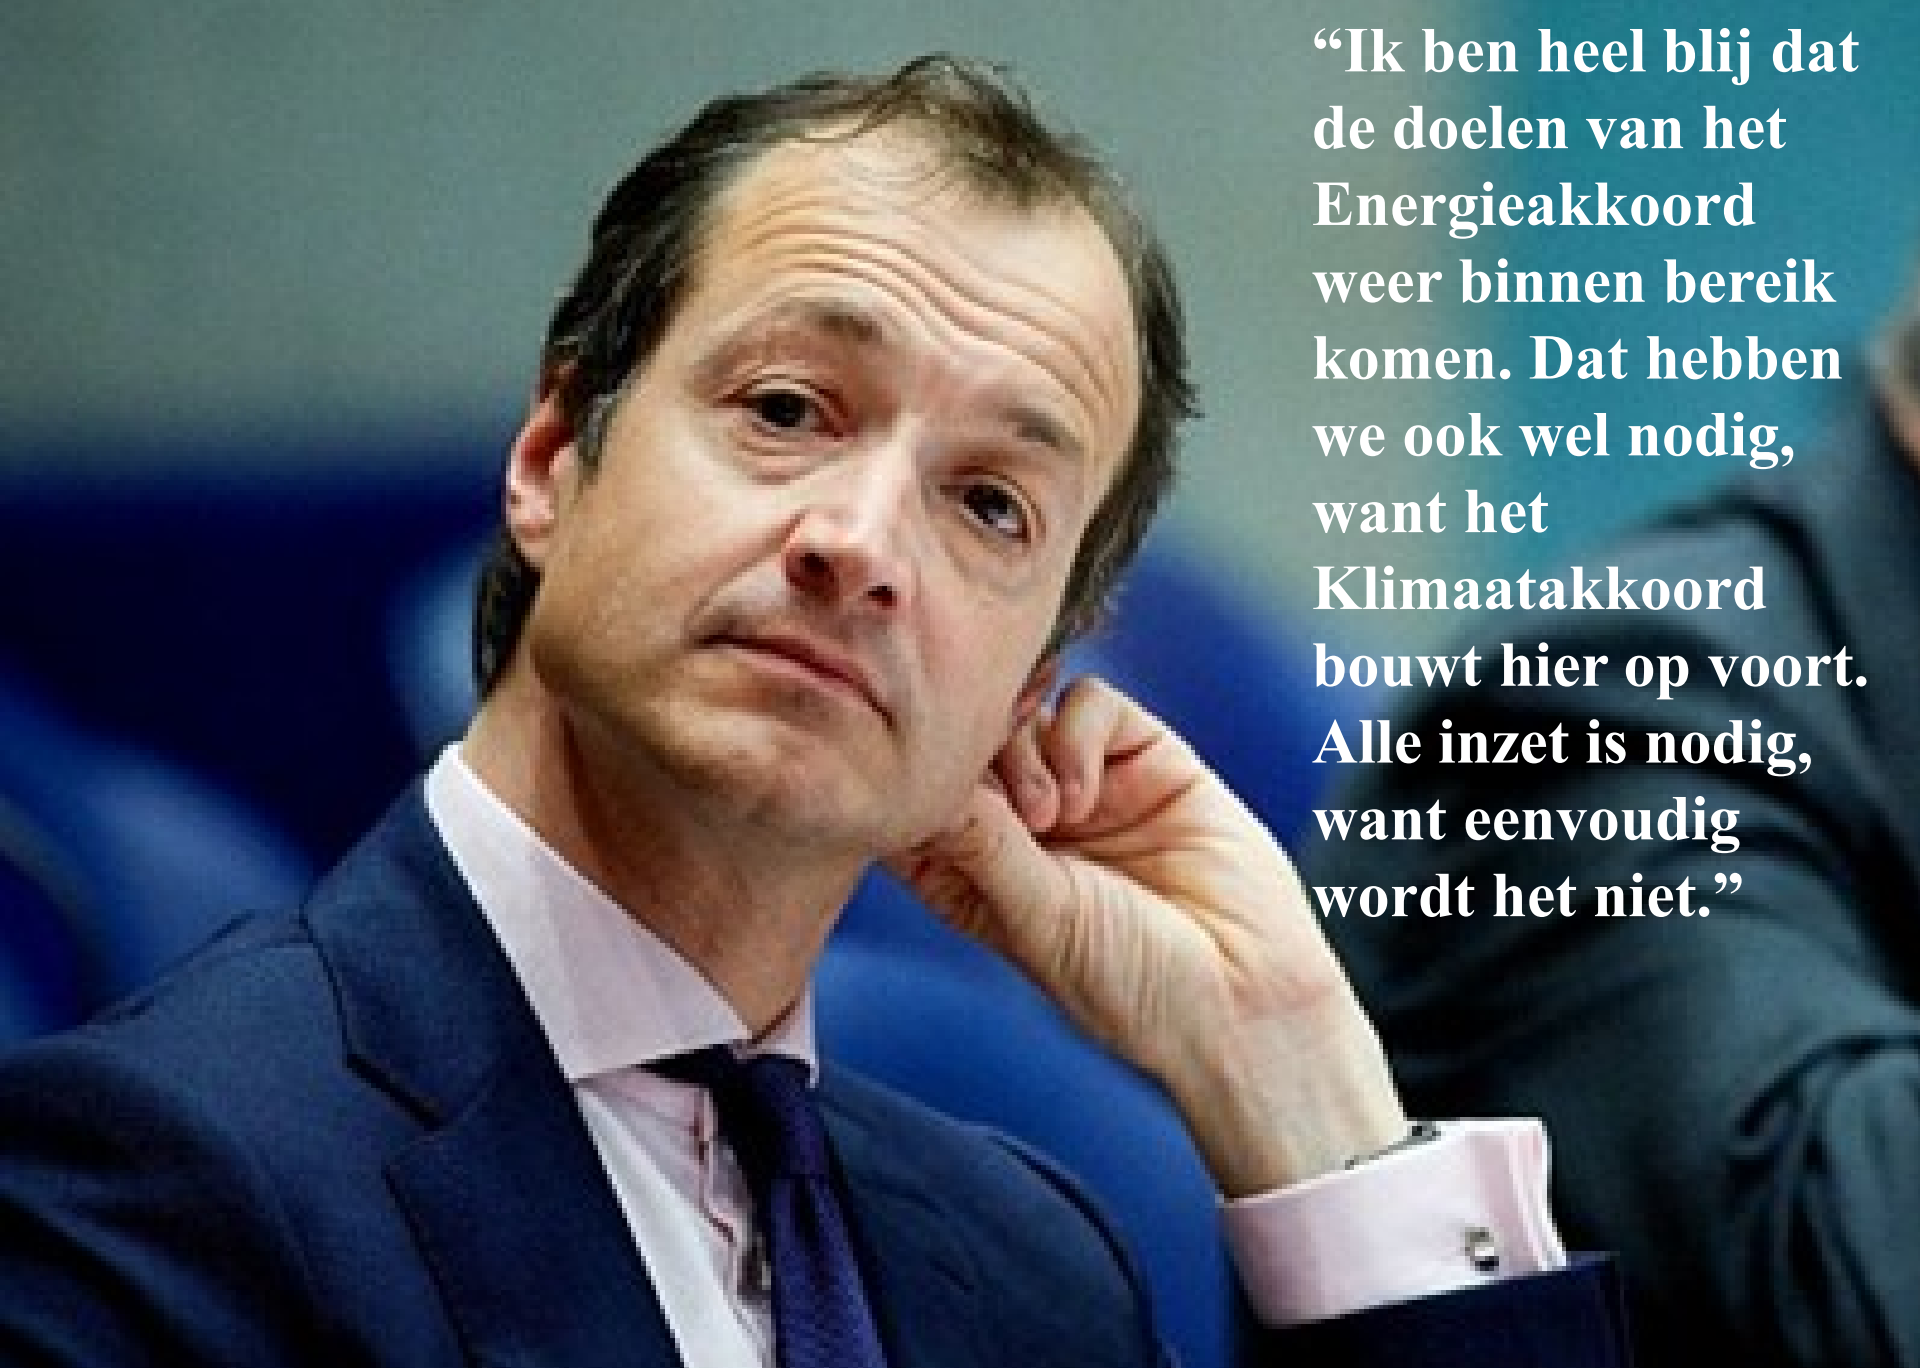 “Ik ben heel blij dat
de doelen van het
Energieakkoord
weer binnen bereik
komen. Dat hebben
we ook wel nodig,
want het
Klimaatakkoord
bouwt hier op voort.
Alle inzet is nodig,
want eenvoudig
wordt het niet.”